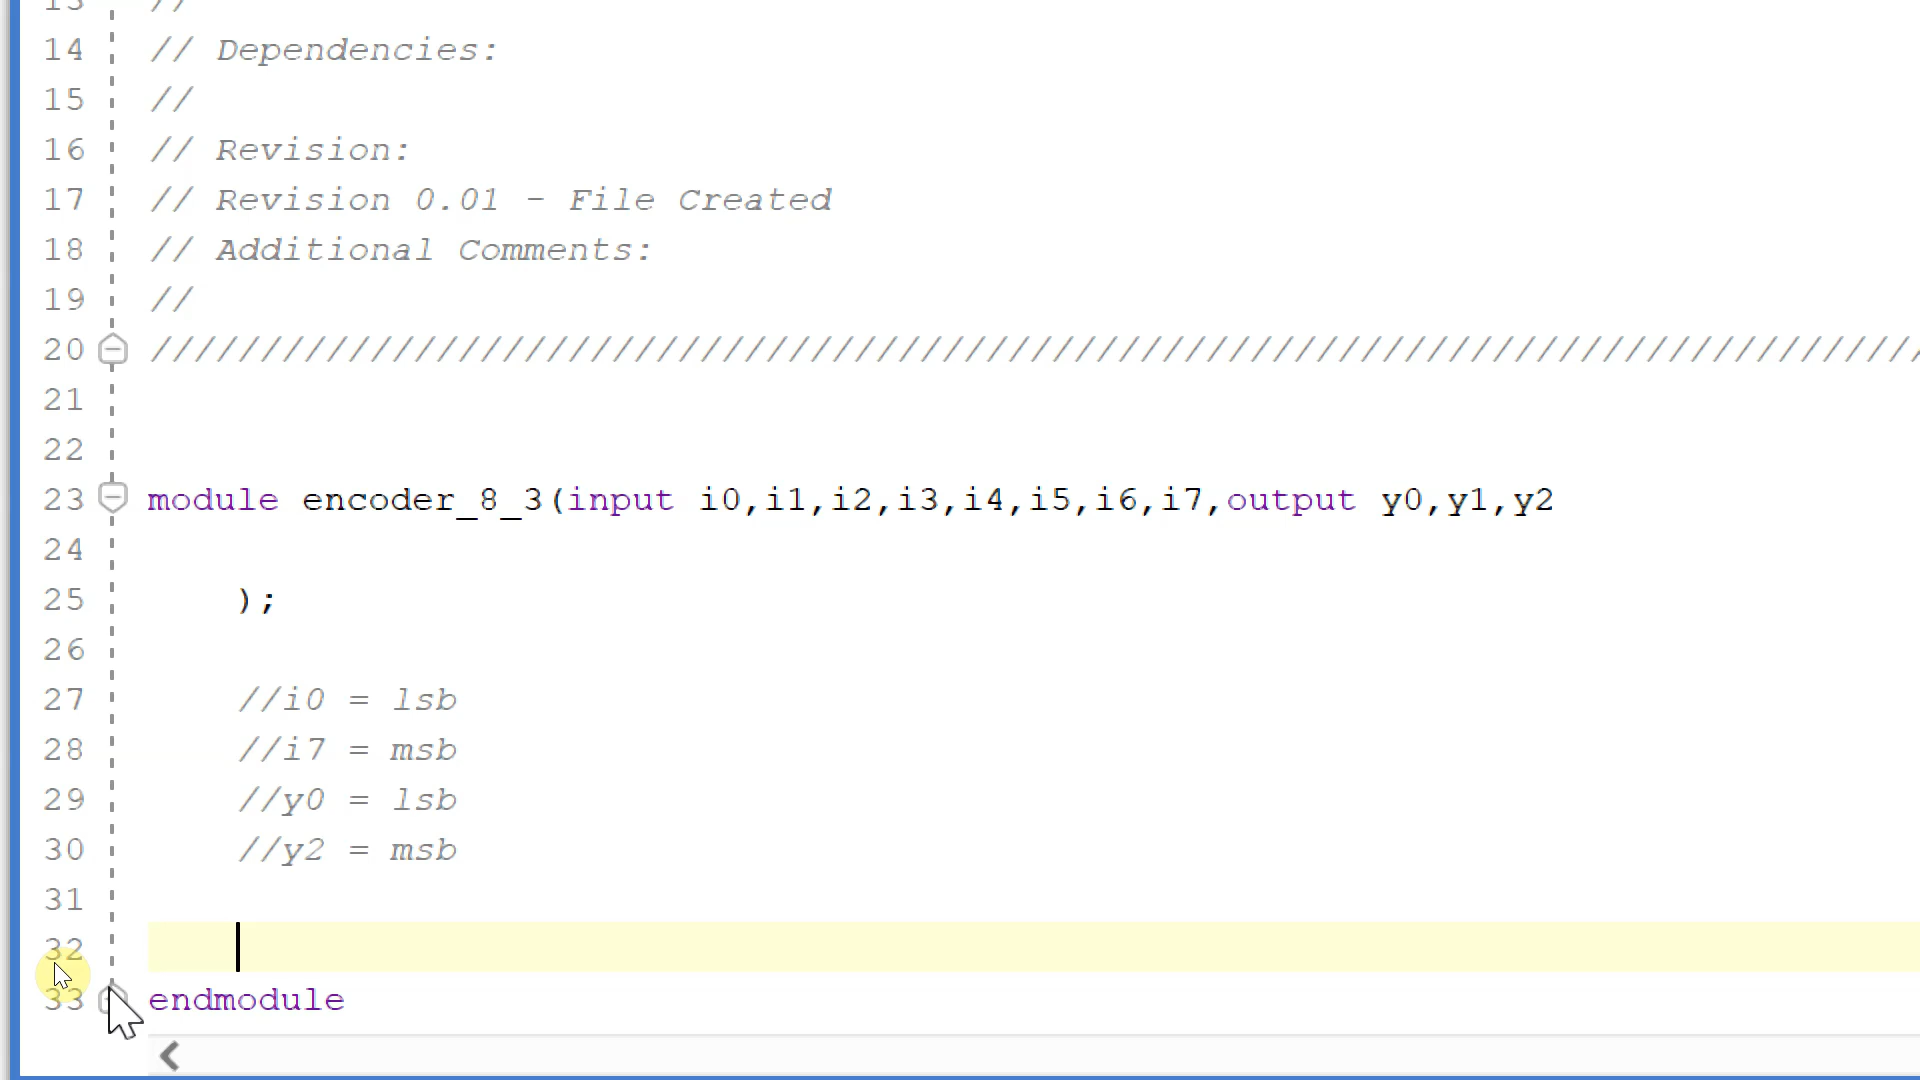 13 //
14 // Dependencies:
15 //
16 // Revision:
17 // Revision 0.01 - File Created
18 // Additional Comments:
19 //
20 ////////////////////////////////////////////////////////////////////////////////
21
22
23 module encoder_8_3(input i0,i1,i2,i3,i4,i5,i6,i7,output y0,y1,y2
24
25 );
26
27 //i0 = lsb
28 //i7 = msb
29 //y0 = lsb
30 //y2 = msb
31
32
33 endmodule